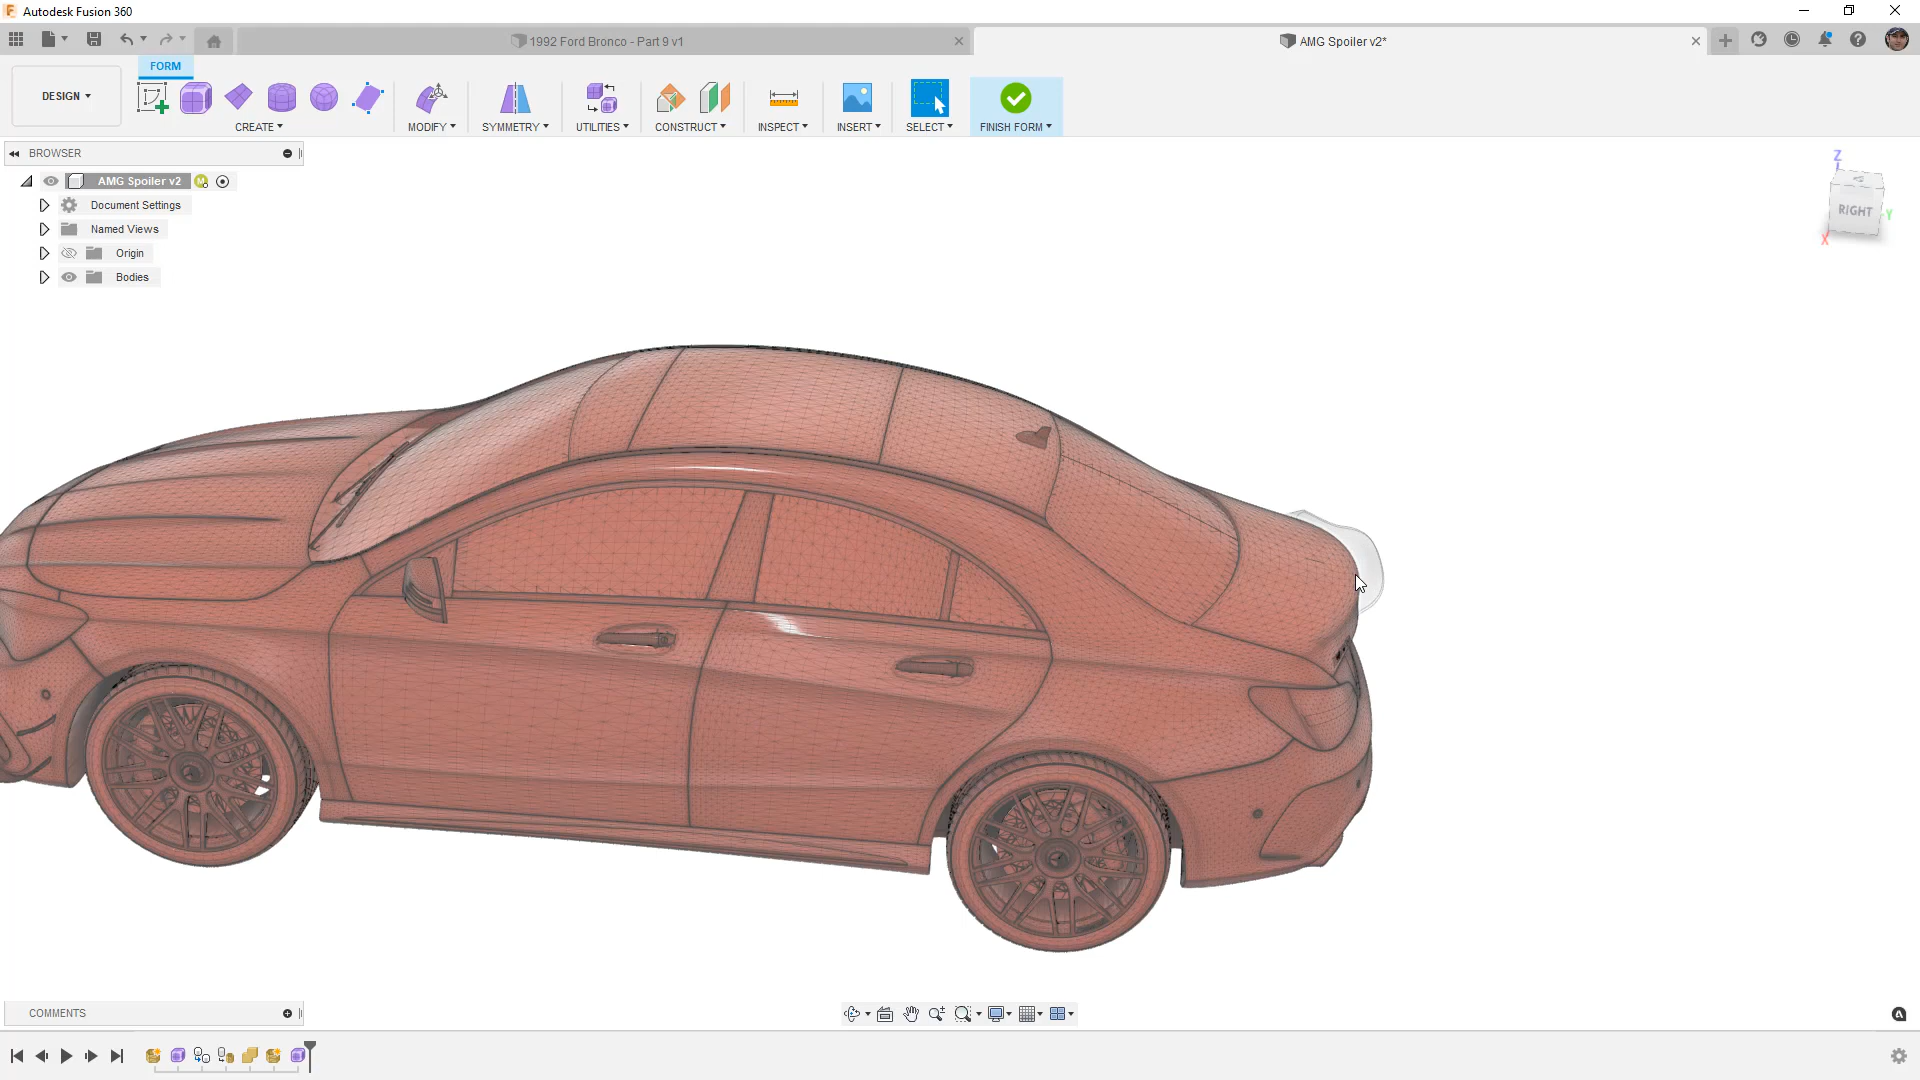 Autodesk Fusion 360
1992 Ford Bronco - Part 9 v1
AMG Spoiler v2*
FORM
DESIGN
CREATE
MODIFY
SYMMETRY
UTILITIES
CONSTRUCT
INSPECT
INSERT
SELECT
FINISH FORM
BROWSER
AMG Spoiler v2
Document Settings
Named Views
Origin
Bodies
Z
RIGHT
Y
X
COMMENTS